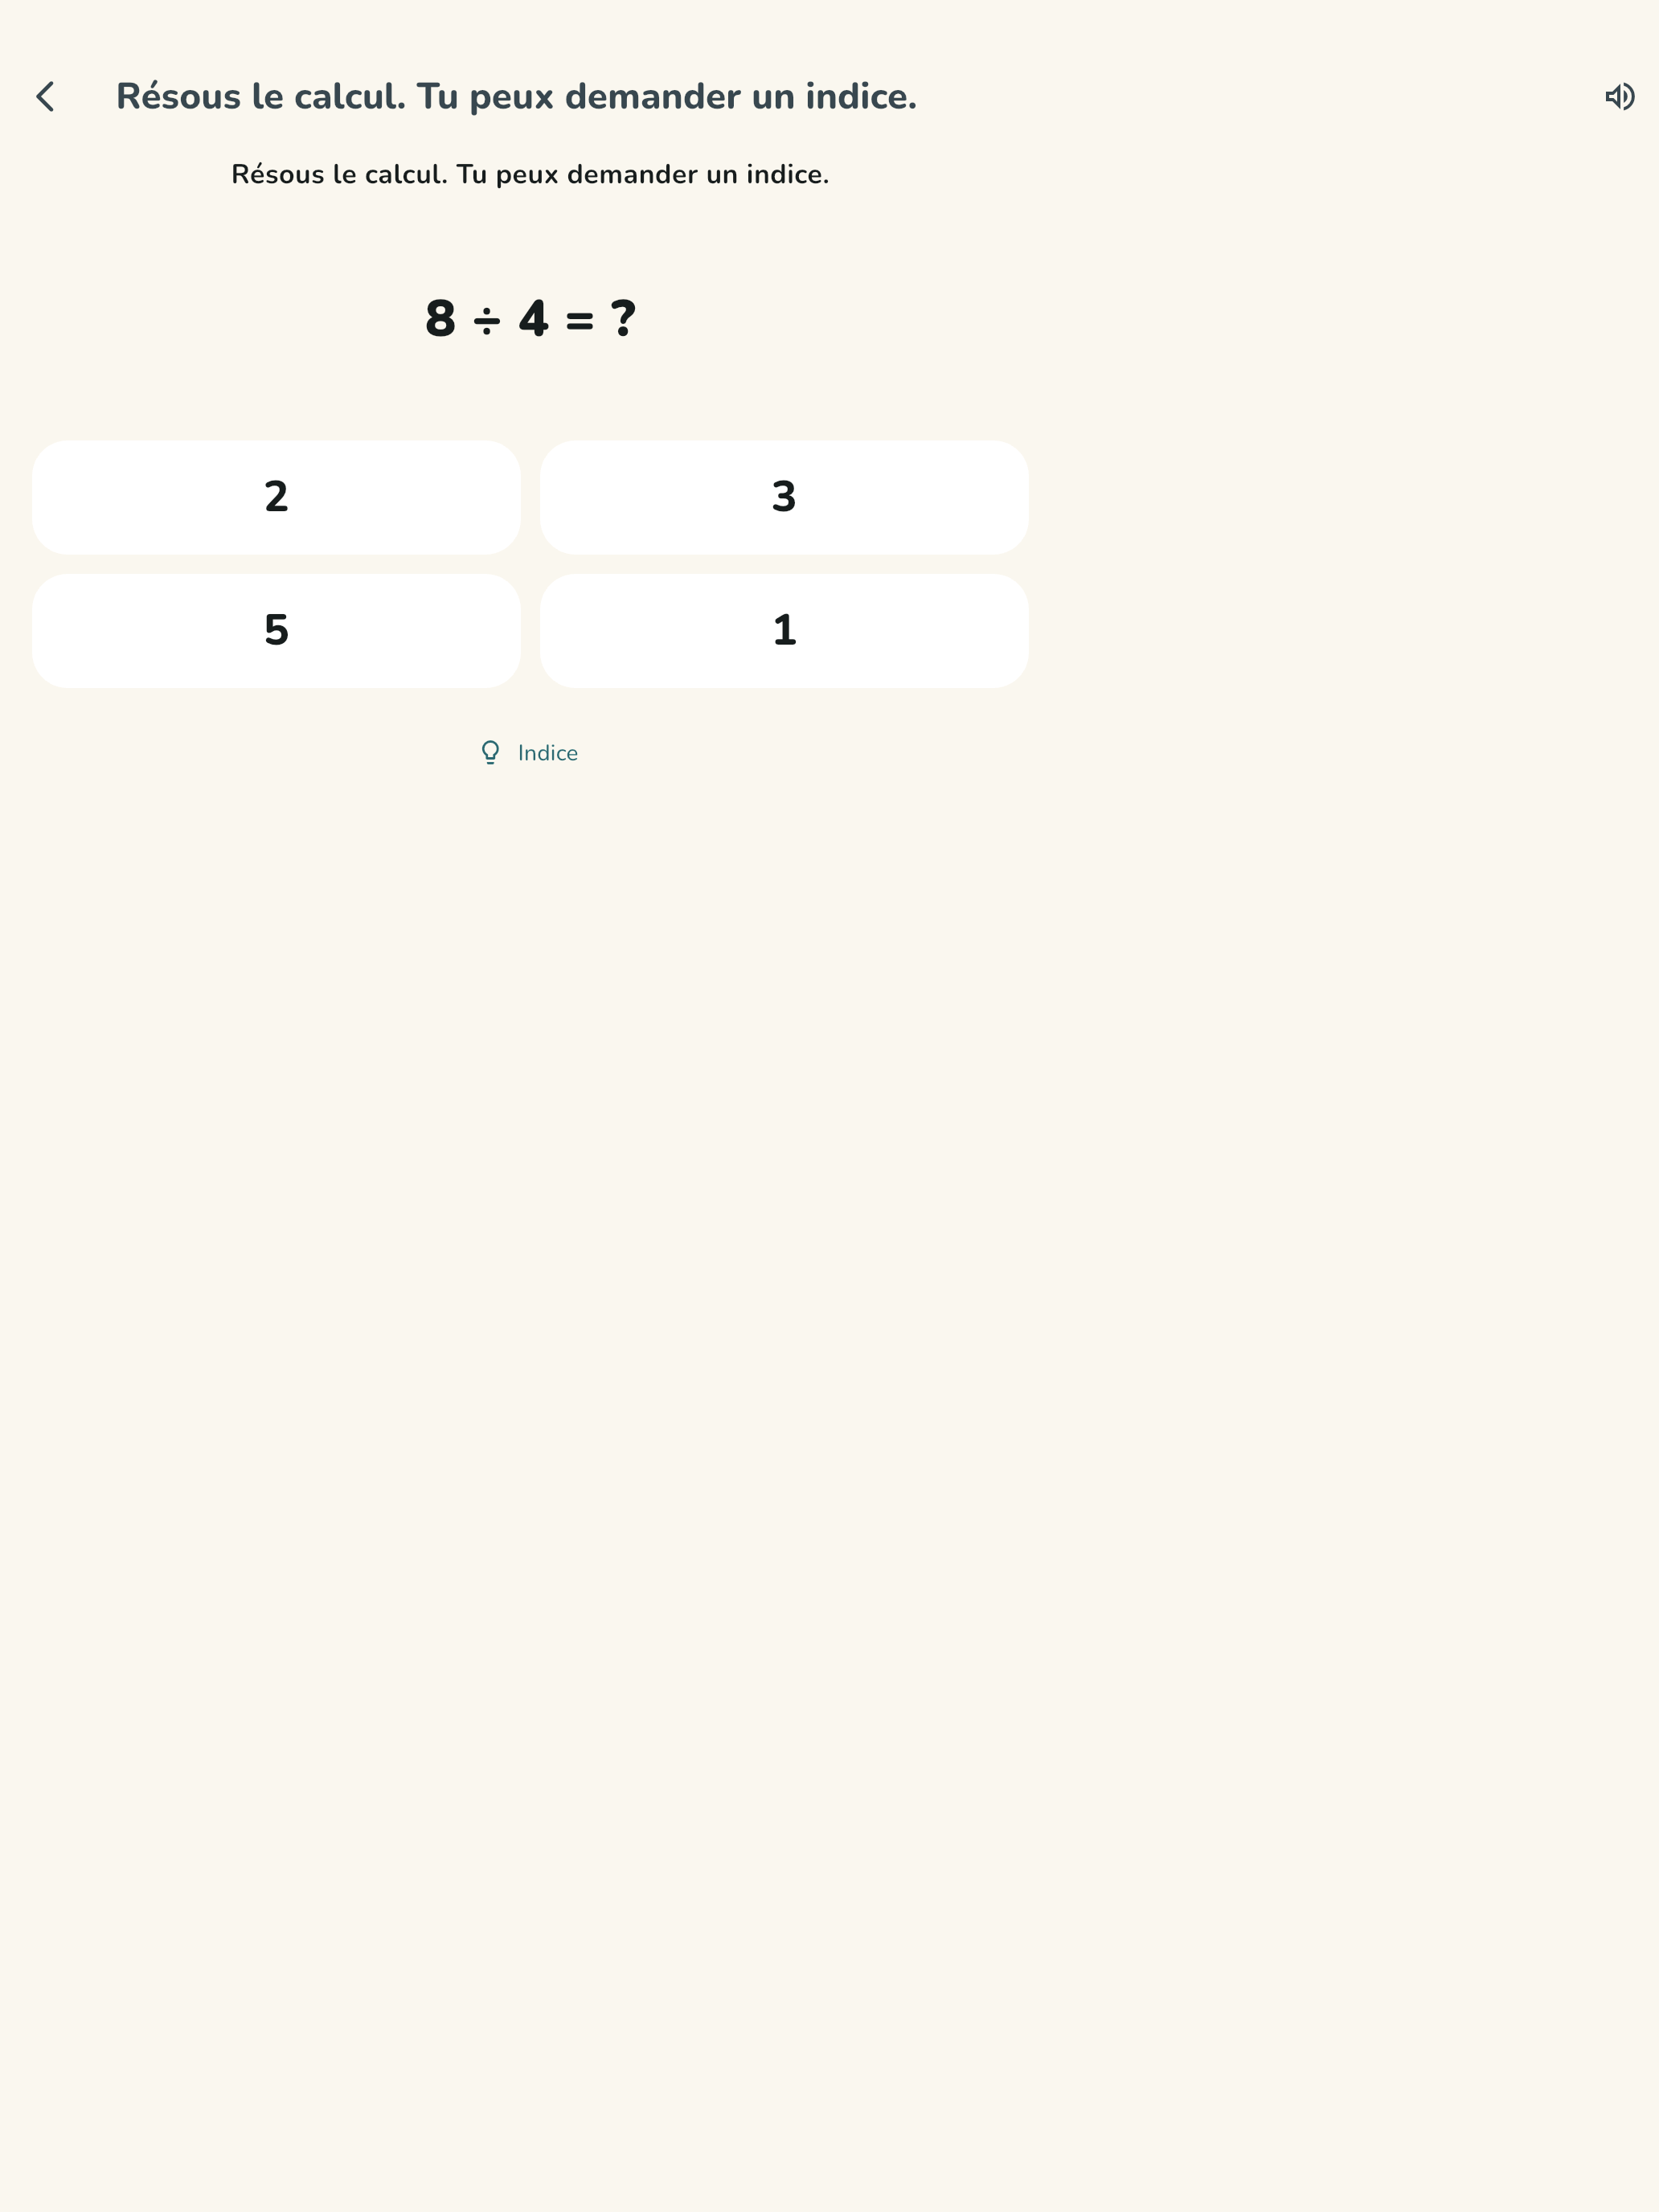 Résous le calcul. Tu peux demander un indice.
Résous le calcul. Tu peux demander un indice.
8 ÷ 4 = ?
2
3
5
1
Indice